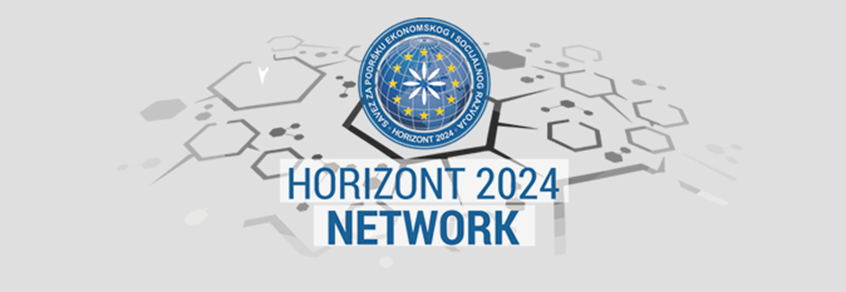 SAVEZ ZA PODRŠKU EKONOMSKOG I SOCIJALNOG RAZVOJA
· HORIZONT 2024 ·
HORIZONT 2024
NETWORK